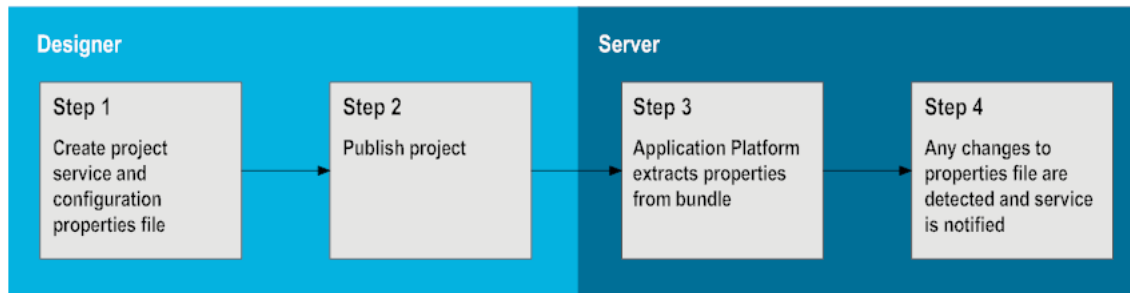 Designer
Server
Step 1
Create project
service and
configuration
properties file
Step 2
Publish project
Step 3
Application Platform
extracts properties
from bundle
Step 4
Any changes to
properties file are
detected and service
is notified